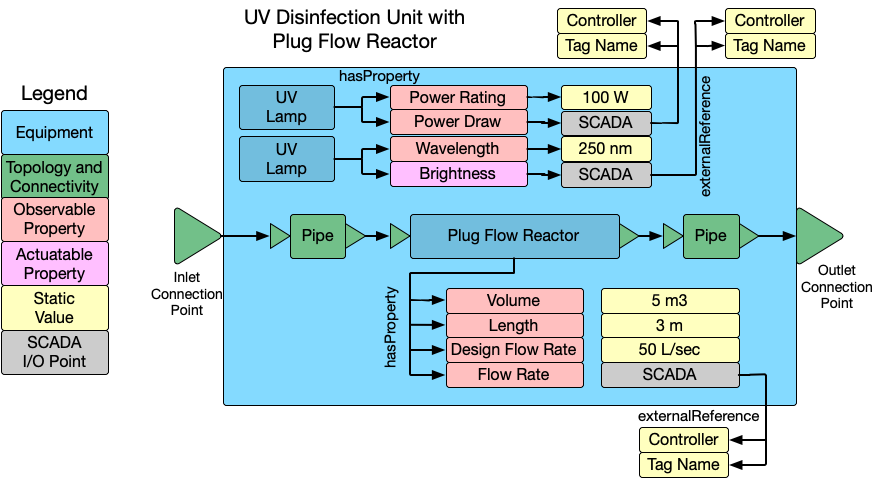 UV Disinfection Unit with
Plug Flow Reactor
Controller
Tag Name
Controller
Tag Name
Legend
Equipment
Topology and
Connectivity
Observable
Property
Actuatable
Property
Static
Value
SCADA
I/O Point
hasProperty
UV
Lamp
Power Rating
100 W
Power Draw
SCADA
UV
Lamp
Wavelength
250 nm
Brightness
SCADA
externalReference
Inlet
Connection
Point
Pipe
Plug Flow Reactor
Pipe
Outlet
Connection
Point
hasProperty
Volume
5 m3
Length
3 m
Design Flow Rate
50 L/sec
Flow Rate
SCADA
externalReference
Controller
Tag Name